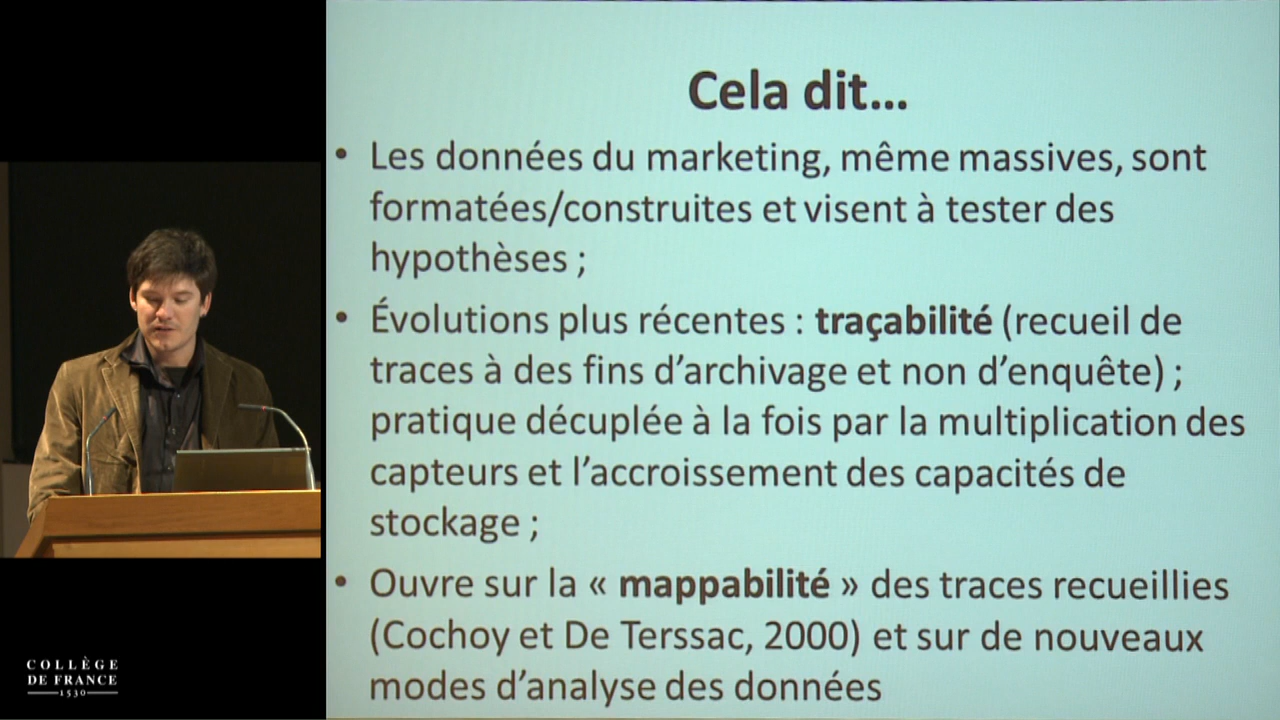 Cela dit...
• Les données du marketing, même massives, sont
formatées/construites et visent à tester des
hypothèses ;
• Évolutions plus récentes : traçabilité (recueil de
traces à des fins d’archivage et non d’enquête) ;
pratique décuplée à la fois par la multiplication des
capteurs et l’accroissement des capacités de
stockage ;
• Ouvre sur la « mappabilité » des traces recueillies
(Cochoy et De Terssac, 2000) et sur de nouveaux
modes d’analyse des données
COLLÈGE
DE FRANCE
1530